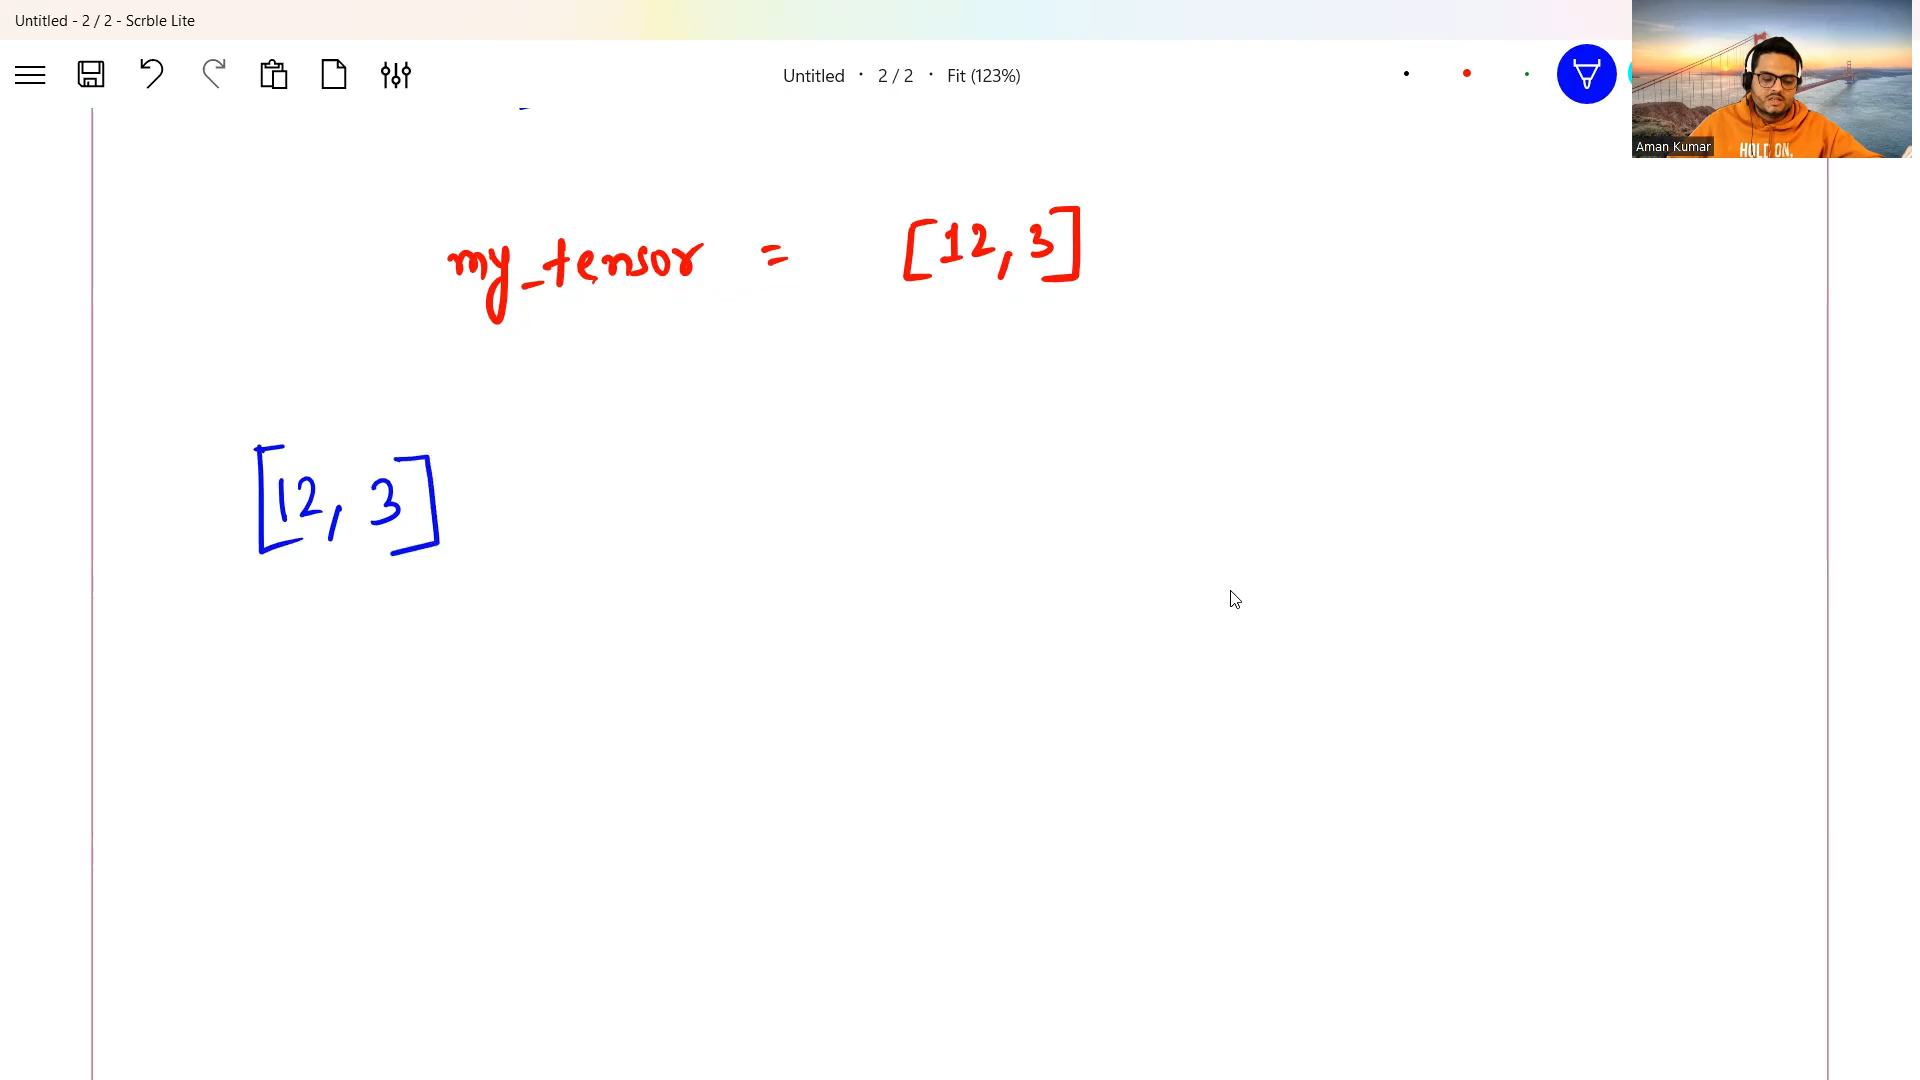 Untitled - 2 / 2 - Scrble Lite
Untitled • 2 / 2 • Fit (123%)
Aman Kumar
HOLD ON.
my_tensor = [12, 3]
[12, 3]